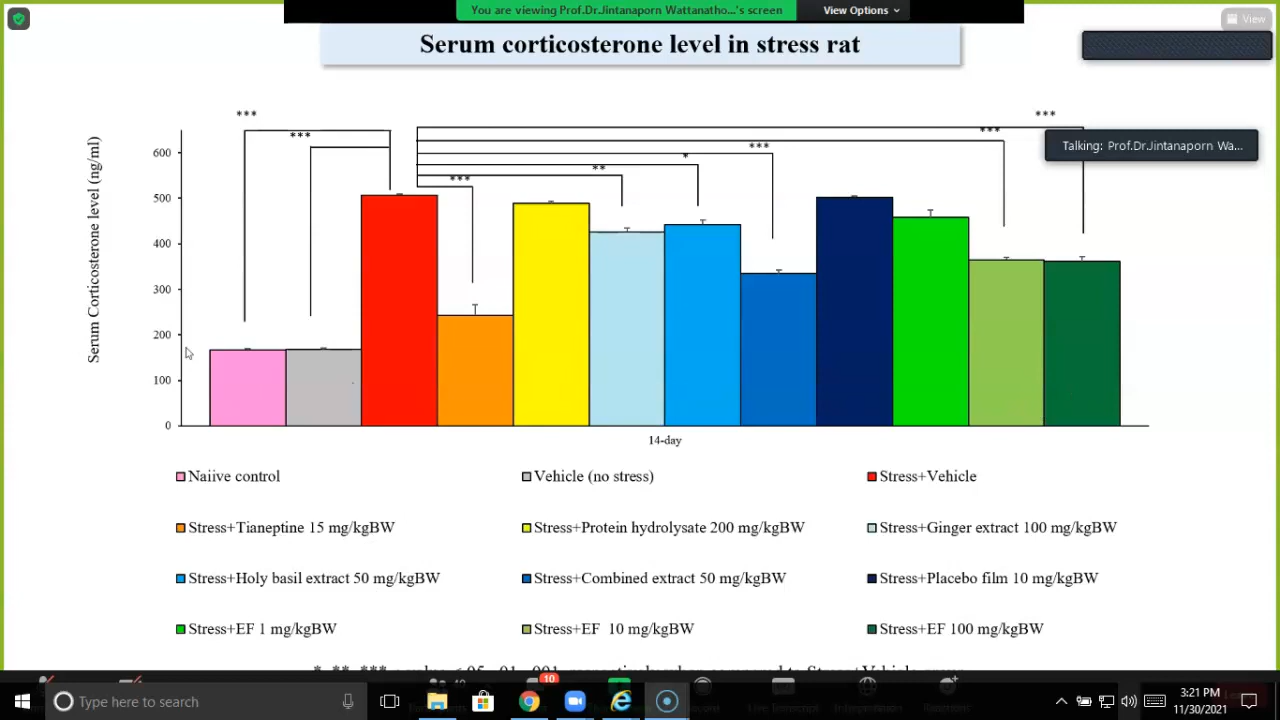 You are viewing Prof.Dr.Jintanaporn Wattanatho...'s screen
View Options
View
Serum corticosterone level in stress rat
Talking: Prof.Dr.Jintanaporn Wa...
***
***
***
**
*
***
***
***
Serum Corticosterone level (ng/ml)
600
500
400
300
200
100
0
14-day
Naiive control
Vehicle (no stress)
Stress+Vehicle
Stress+Tianeptine 15 mg/kgBW
Stress+Protein hydrolysate 200 mg/kgBW
Stress+Ginger extract 100 mg/kgBW
Stress+Holy basil extract 50 mg/kgBW
Stress+Combined extract 50 mg/kgBW
Stress+Placebo film 10 mg/kgBW
Stress+EF 1 mg/kgBW
Stress+EF 10 mg/kgBW
Stress+EF 100 mg/kgBW
10
Type here to search
3:21 PM
11/30/2021